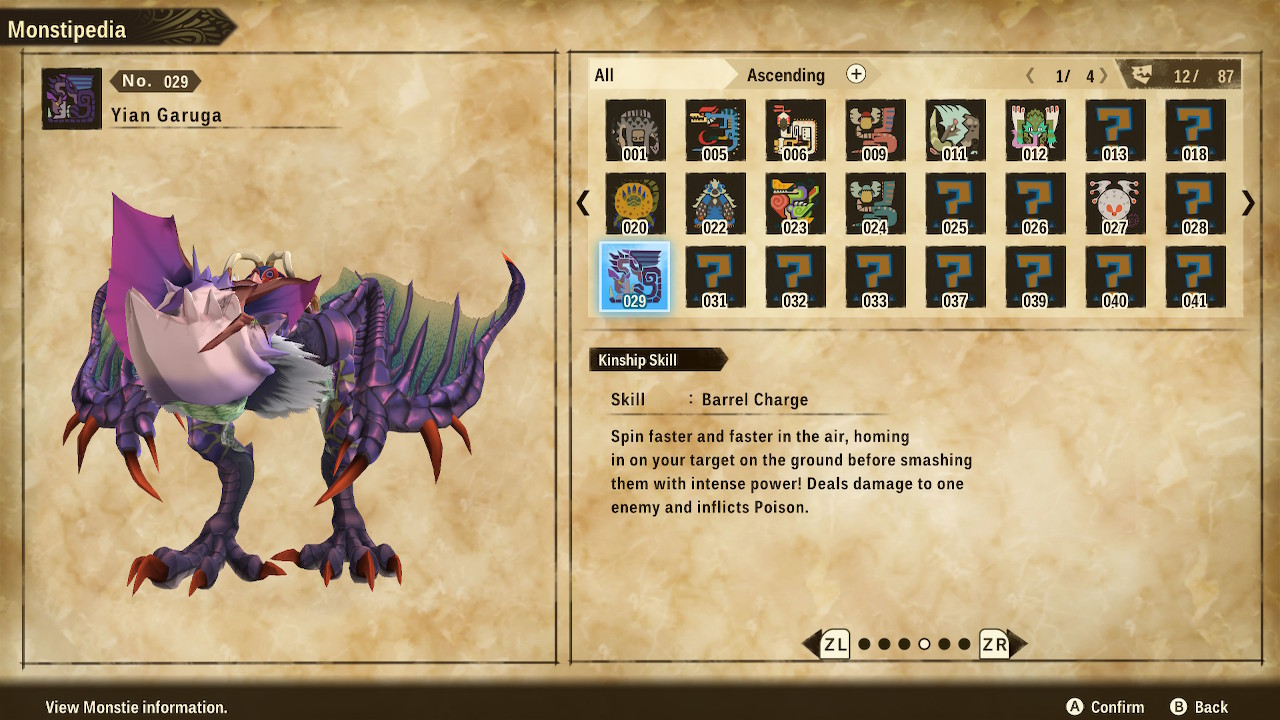 Monstipedia
No. 029
Yian Garuga
All
Ascending
1/ 4
12/ 87
001 005 006 009 011 012 013 018
020 022 023 024 025 026 027 028
029 031 032 033 037 039 040 041
Kinship Skill
Skill : Barrel Charge
Spin faster and faster in the air, homing
in on your target on the ground before smashing
them with intense power! Deals damage to one
enemy and inflicts Poison.
ZL ZR
View Monstie information.
A Confirm B Back